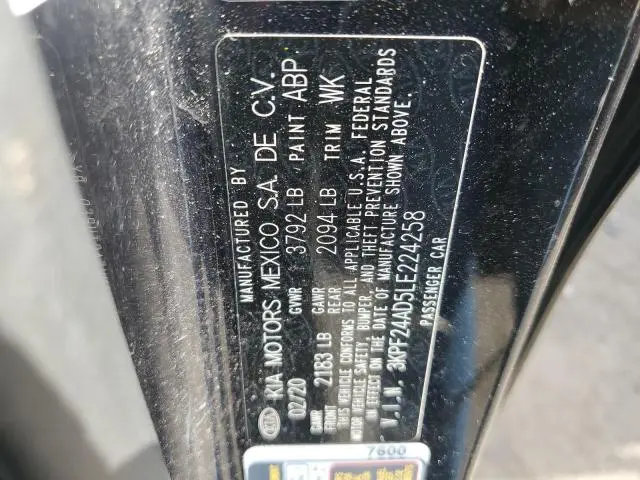 MANUFACTURED BY
KIA KIA MOTORS MEXICO S.A. DE C.V.
02/20 GVWR 3792 LB PAINT ABP
GAWR FRONT 2183 LB GAWR REAR 2094 LB TRIM WK
THIS VEHICLE CONFORMS TO ALL APPLICABLE U.S.A. FEDERAL
MOTOR VEHICLE SAFETY, BUMPER, AND THEFT PREVENTION STANDARDS
IN EFFECT ON THE DATE OF MANUFACTURE SHOWN ABOVE.
V.I.N. 3KPF24AD5LE224258
PASSENGER CAR
7600